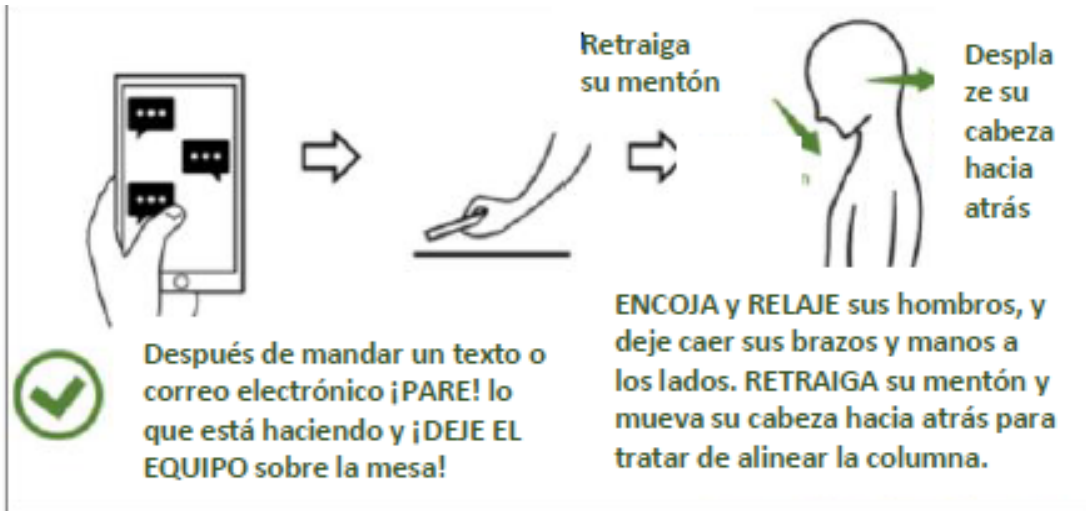 Retraiga
su mentón
Despla
ze su
cabeza
hacia
atrás
Después de mandar un texto o
correo electrónico ¡PARE! lo
que está haciendo y ¡DEJE EL
EQUIPO sobre la mesa!
ENCOJA y RELAJE sus hombros, y
deje caer sus brazos y manos a
los lados. RETRAIGA su mentón y
mueva su cabeza hacia atrás para
tratar de alinear la columna.